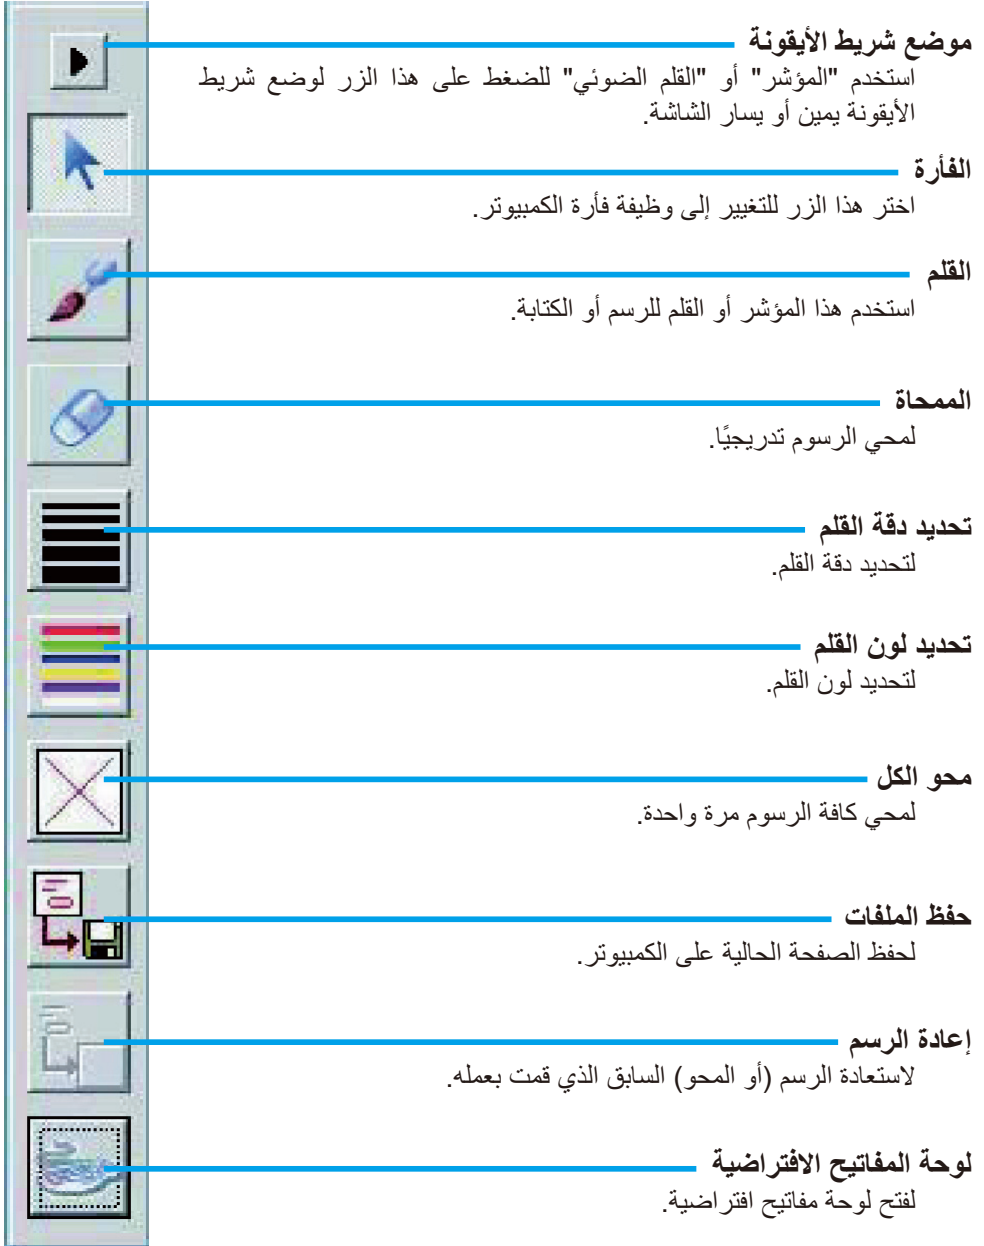 موضع شريط الأيقونة
استخدم "المؤشر" أو "القلم الضوئي" للضغط على هذا الزر لوضع شريط
الأيقونة يمين أو يسار الشاشة.
الفأرة
اختر هذا الزر للتغيير إلى وظيفة فأرة الكمبيوتر.
القلم
استخدم هذا المؤشر أو القلم للرسم أو الكتابة.
الممحاة
لمحي الرسوم تدريجيًا.
تحديد دقة القلم
لتحديد دقة القلم.
تحديد لون القلم
لتحديد لون القلم.
محو الكل
لمحي كافة الرسوم مرة واحدة.
حفظ الملفات
لحفظ الصفحة الحالية على الكمبيوتر.
إعادة الرسم
لاستعادة الرسم (أو المحو) السابق الذي قمت بعمله.
لوحة المفاتيح الافتراضية
لفتح لوحة مفاتيح افتراضية.